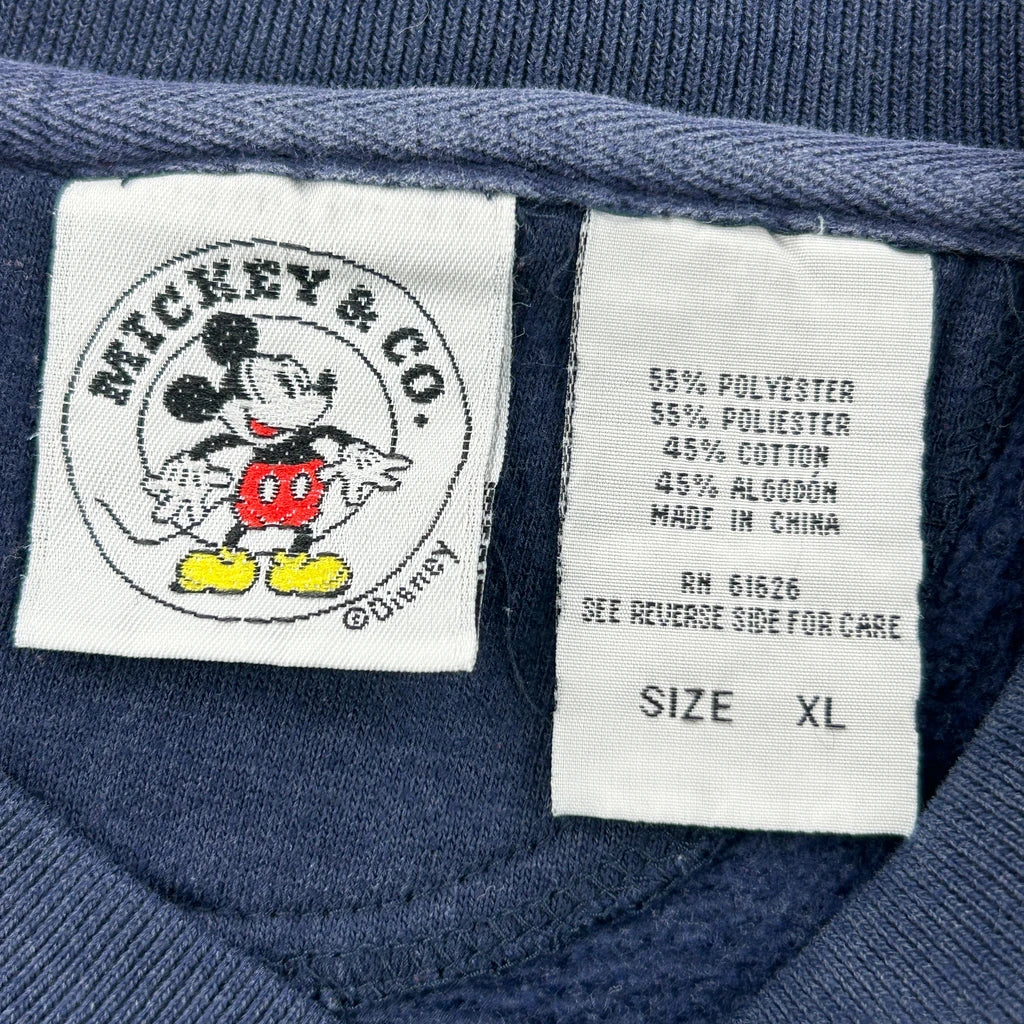 MICKEY & CO.
©Disney
55% POLYESTER
55% POLIESTER
45% COTTON
45% ALGODÓN
MADE IN CHINA
RN 61626
SEE REVERSE SIDE FOR CARE
SIZE XL